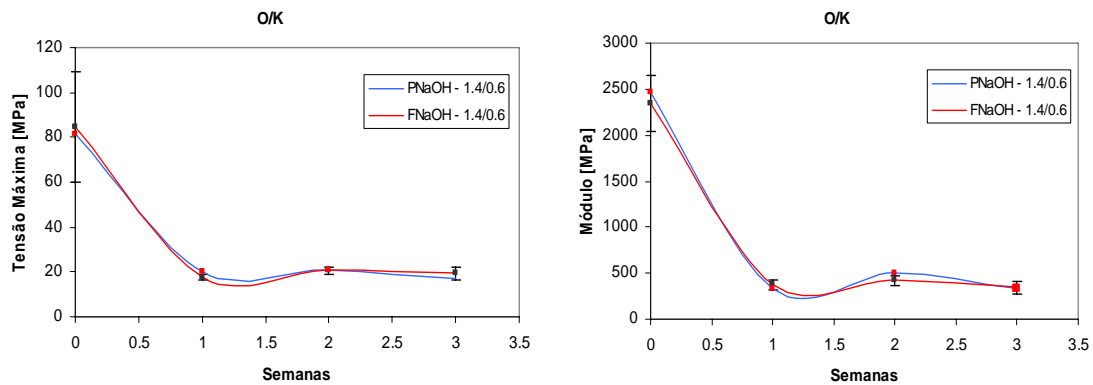 O/K
Tensão Máxima [MPa]
120
100
80
60
40
20
0
0 0.5 1 1.5 2 2.5 3 3.5
Semanas
PNaOH - 1.4/0.6
FNaOH - 1.4/0.6
O/K
Módulo [MPa]
3000
2500
2000
1500
1000
500
0
0 0.5 1 1.5 2 2.5 3 3.5
Semanas
PNaOH - 1.4/0.6
FNaOH - 1.4/0.6